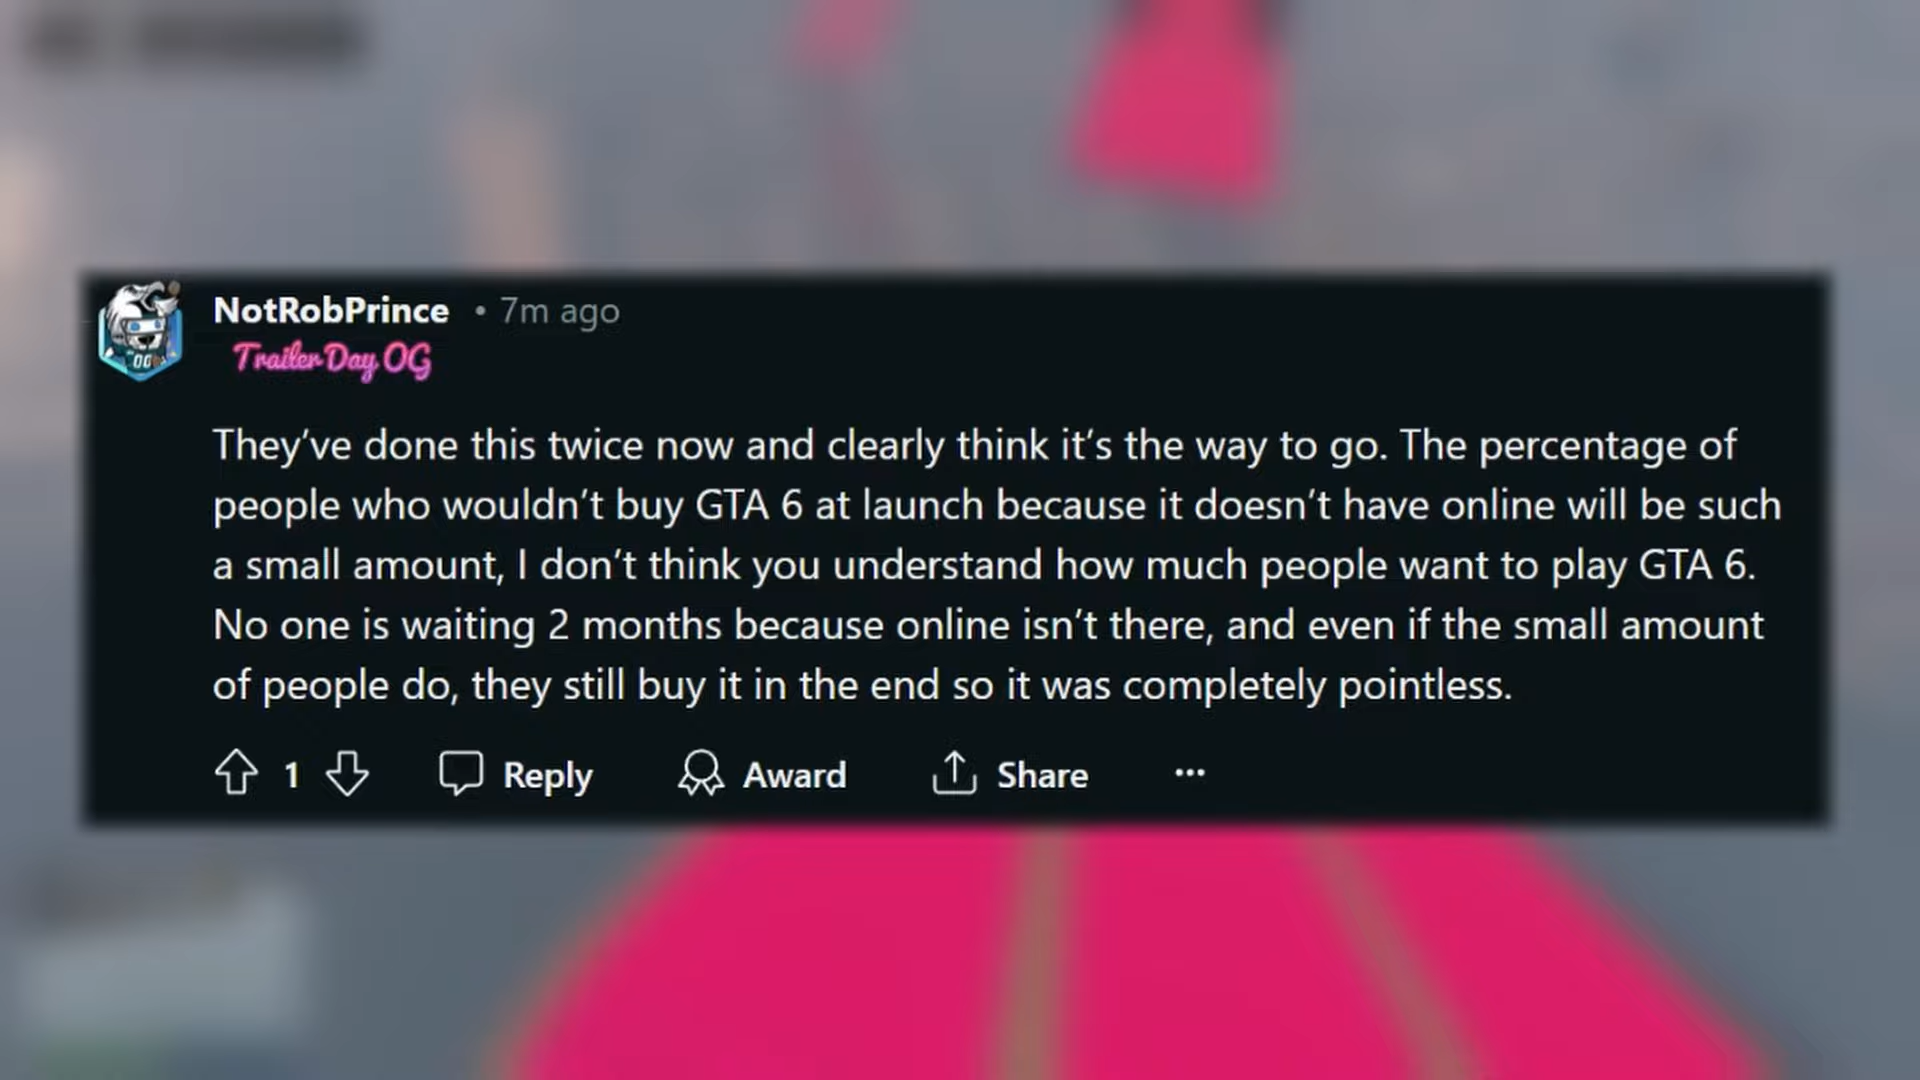 NotRobPrince • 7m ago
Trailer Day OG
They’ve done this twice now and clearly think it’s the way to go. The percentage of
people who wouldn’t buy GTA 6 at launch because it doesn’t have online will be such
a small amount, I don’t think you understand how much people want to play GTA 6.
No one is waiting 2 months because online isn’t there, and even if the small amount
of people do, they still buy it in the end so it was completely pointless.
1 Reply Award Share ...